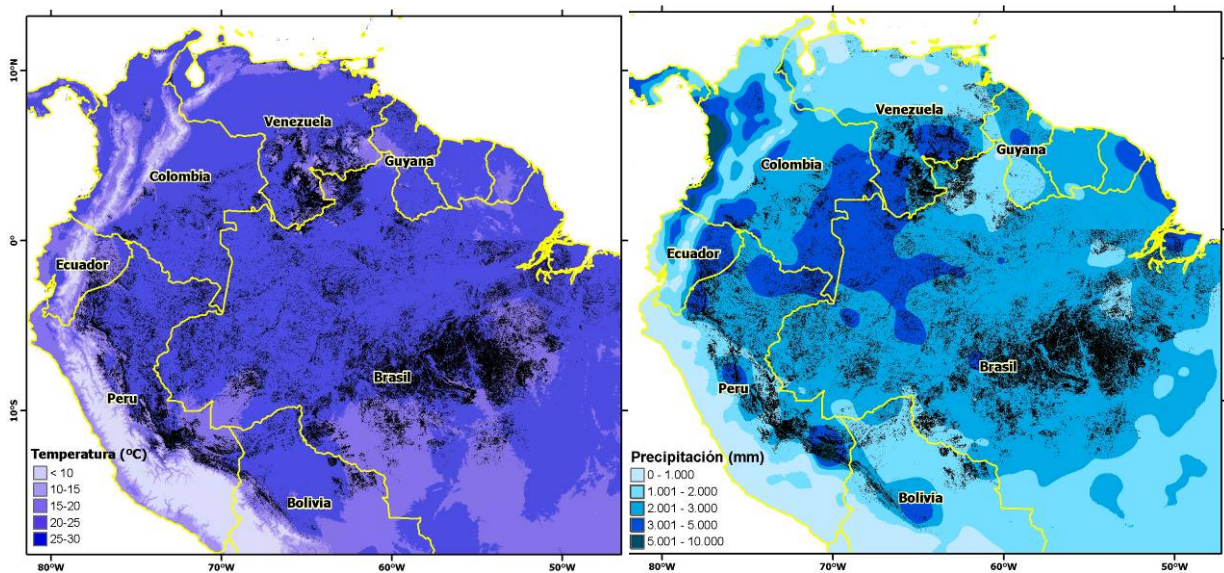 10°N
0°
10°S
Venezuela
Guyana
Colombia
Ecuador
Brasil
Peru
Bolivia
Temperatura (ºC)
< 10
10-15
15-20
20-25
25-30
80°W
70°W
60°W
50°W
Venezuela
Guyana
Colombia
Ecuador
Brasil
Peru
Bolivia
Precipitación (mm)
0 - 1.000
1.001 - 2.000
2.001 - 3.000
3.001 - 5.000
5.001 - 10.000
80°W
70°W
60°W
50°W